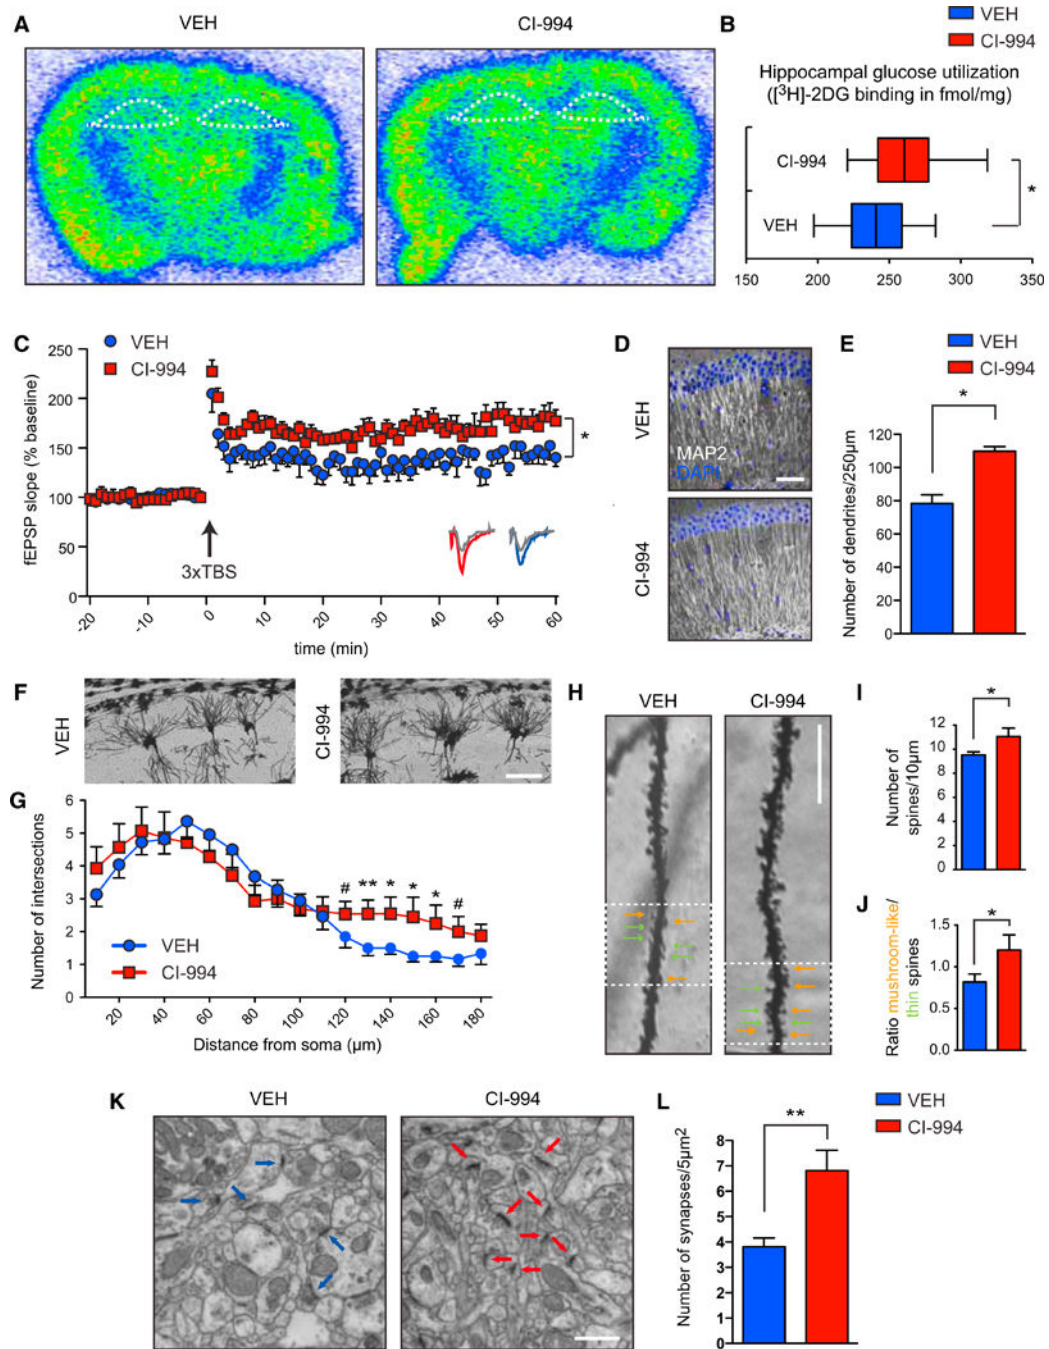 A
VEH
CI-994
B
VEH
CI-994
Hippocampal glucose utilization
([³H]-2DG binding in fmol/mg)
CI-994
VEH
*
150 200 250 300 350
C
VEH
CI-994
fEPSP slope (% baseline)
250
200
150
100
50
0
*
3xTBS
-20 -10 0 10 20 30 40 50 60
time (min)
D
VEH
MAP2
DAPI
CI-994
E
VEH
CI-994
*
Number of dendrites/250µm
120
100
80
60
40
20
0
F
VEH
CI-994
G
Number of intersections
6
5
4
3
2
1
0
# ** * * * #
VEH
CI-994
20 40 60 80 100 120 140 160 180
Distance from soma (µm)
H
VEH
CI-994
I
*
Number of
spines/10µm
12
10
8
6
4
2
0
J
*
Ratio mushroom-like/
thin spines
1.5
1.0
0.5
0.0
K
VEH
CI-994
L
VEH
CI-994
**
Number of synapses/5µm²
8
7
6
5
4
3
2
1
0